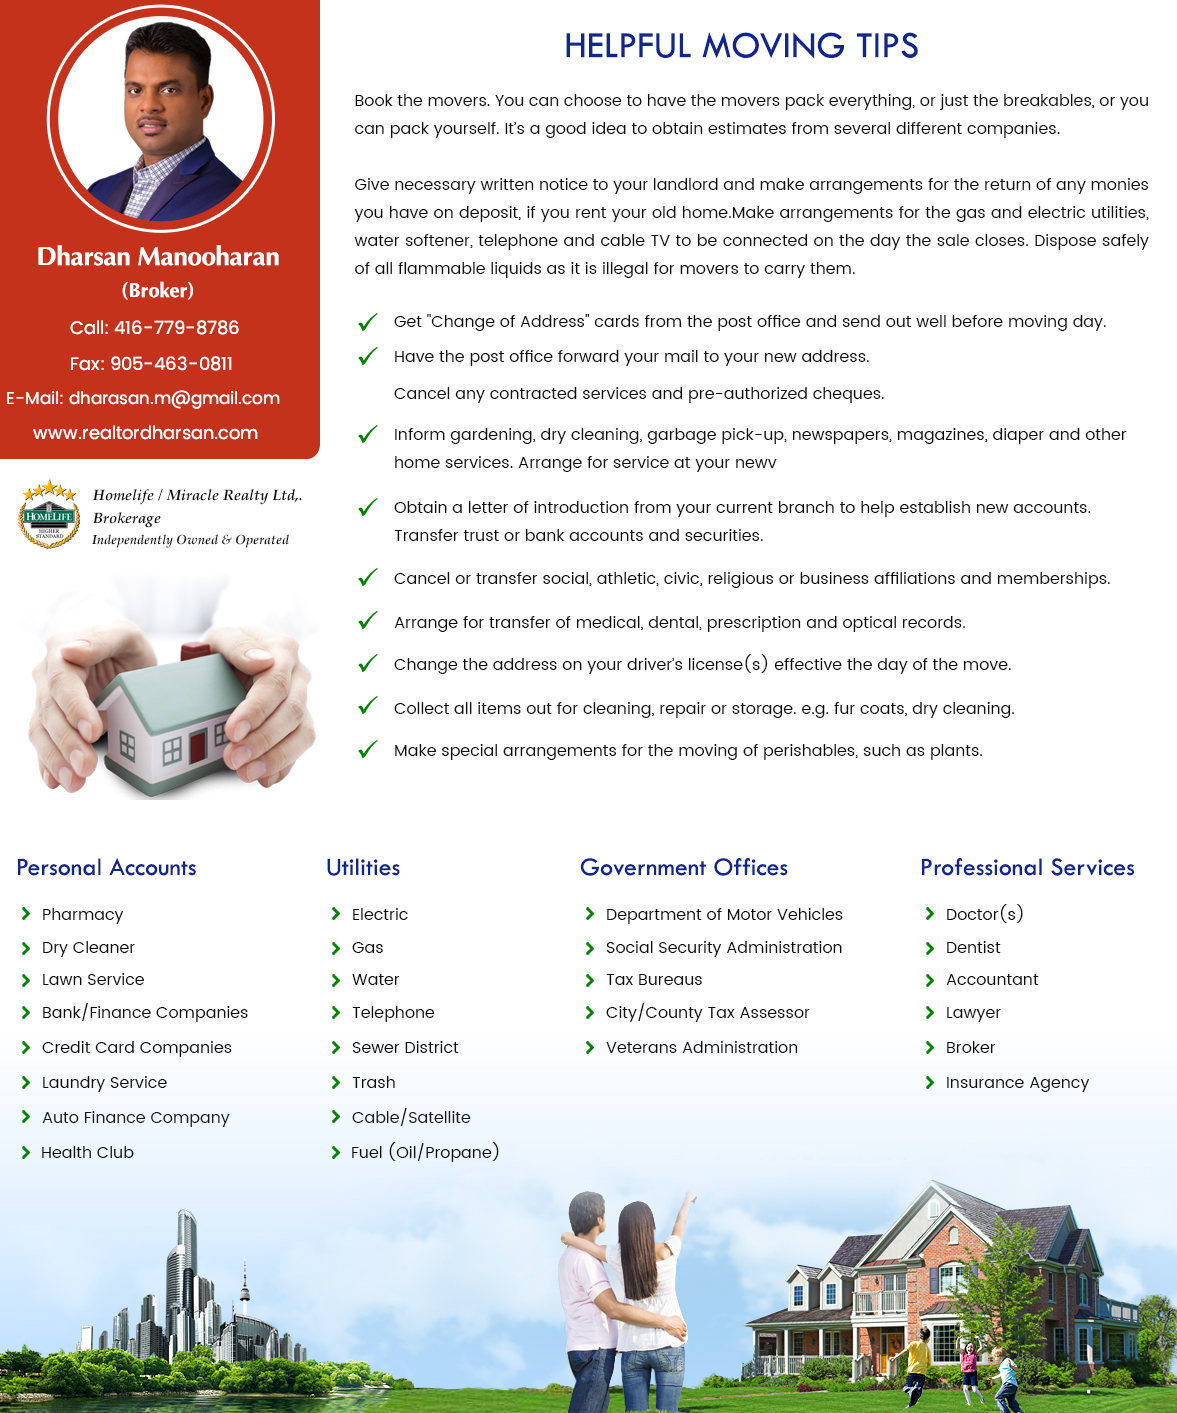 Dharsan Manooharan
(Broker)
Call: 416-779-8786
Fax: 905-463-0811
E-Mail: dharasan.m@gmail.com
www.realtordharsan.com
HOMELIFE
HIGHER
STANDARD
Homelife / Miracle Realty Ltd,.
Brokerage
Independently Owned & Operated
HELPFUL MOVING TIPS
Book the movers. You can choose to have the movers pack everything, or just the breakables, or you
can pack yourself. It's a good idea to obtain estimates from several different companies.
Give necessary written notice to your landlord and make arrangements for the return of any monies
you have on deposit, if you rent your old home.Make arrangements for the gas and electric utilities,
water softener, telephone and cable TV to be connected on the day the sale closes. Dispose safely
of all flammable liquids as it is illegal for movers to carry them.
Get "Change of Address" cards from the post office and send out well before moving day.
Have the post office forward your mail to your new address.
Cancel any contracted services and pre-authorized cheques.
Inform gardening, dry cleaning, garbage pick-up, newspapers, magazines, diaper and other
home services. Arrange for service at your newv
Obtain a letter of introduction from your current branch to help establish new accounts.
Transfer trust or bank accounts and securities.
Cancel or transfer social, athletic, civic, religious or business affiliations and memberships.
Arrange for transfer of medical, dental, prescription and optical records.
Change the address on your driver's license(s) effective the day of the move.
Collect all items out for cleaning, repair or storage. e.g. fur coats, dry cleaning.
Make special arrangements for the moving of perishables, such as plants.
Personal Accounts
Pharmacy
Dry Cleaner
Lawn Service
Bank/Finance Companies
Credit Card Companies
Laundry Service
Auto Finance Company
Health Club
Utilities
Electric
Gas
Water
Telephone
Sewer District
Trash
Cable/Satellite
Fuel (Oil/Propane)
Government Offices
Department of Motor Vehicles
Social Security Administration
Tax Bureaus
City/County Tax Assessor
Veterans Administration
Professional Services
Doctor(s)
Dentist
Accountant
Lawyer
Broker
Insurance Agency